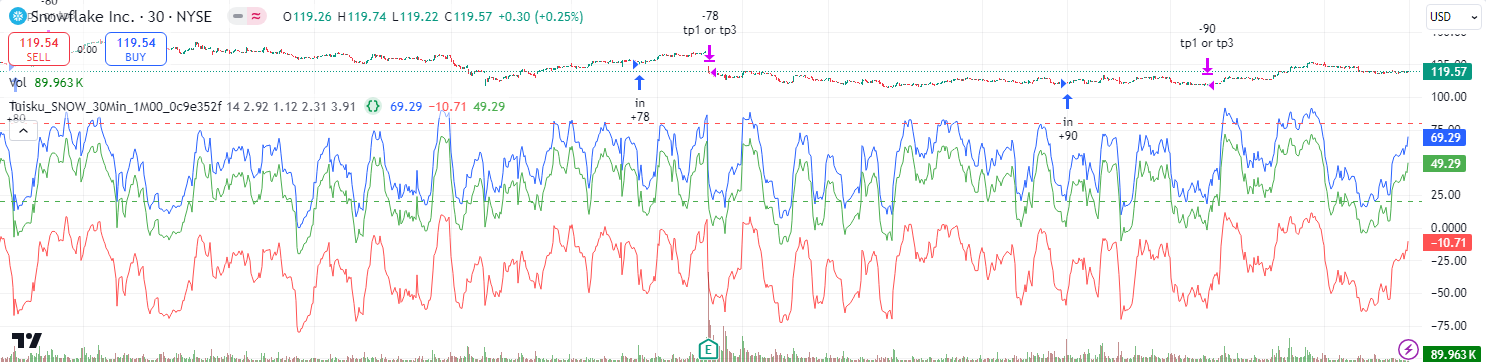 -80
Snowflake Inc. · 30 · NYSE
O119.26 H119.74 L119.22 C119.57 +0.30 (+0.25%)
119.54
SELL
0.00
119.54
BUY
Vol 89.963 K
Tuisku_SNOW_30Min_1M00_0c9e352f 14 2.92 1.12 2.31 3.91 {} 69.29 −10.71 49.29
+80
-78
tp1 or tp3
in
+78
in
+90
-90
tp1 or tp3
E
USD
119.57
100.00
75.00
69.29
49.29
25.00
0.0000
−10.71
−25.00
−50.00
−75.00
89.963 K